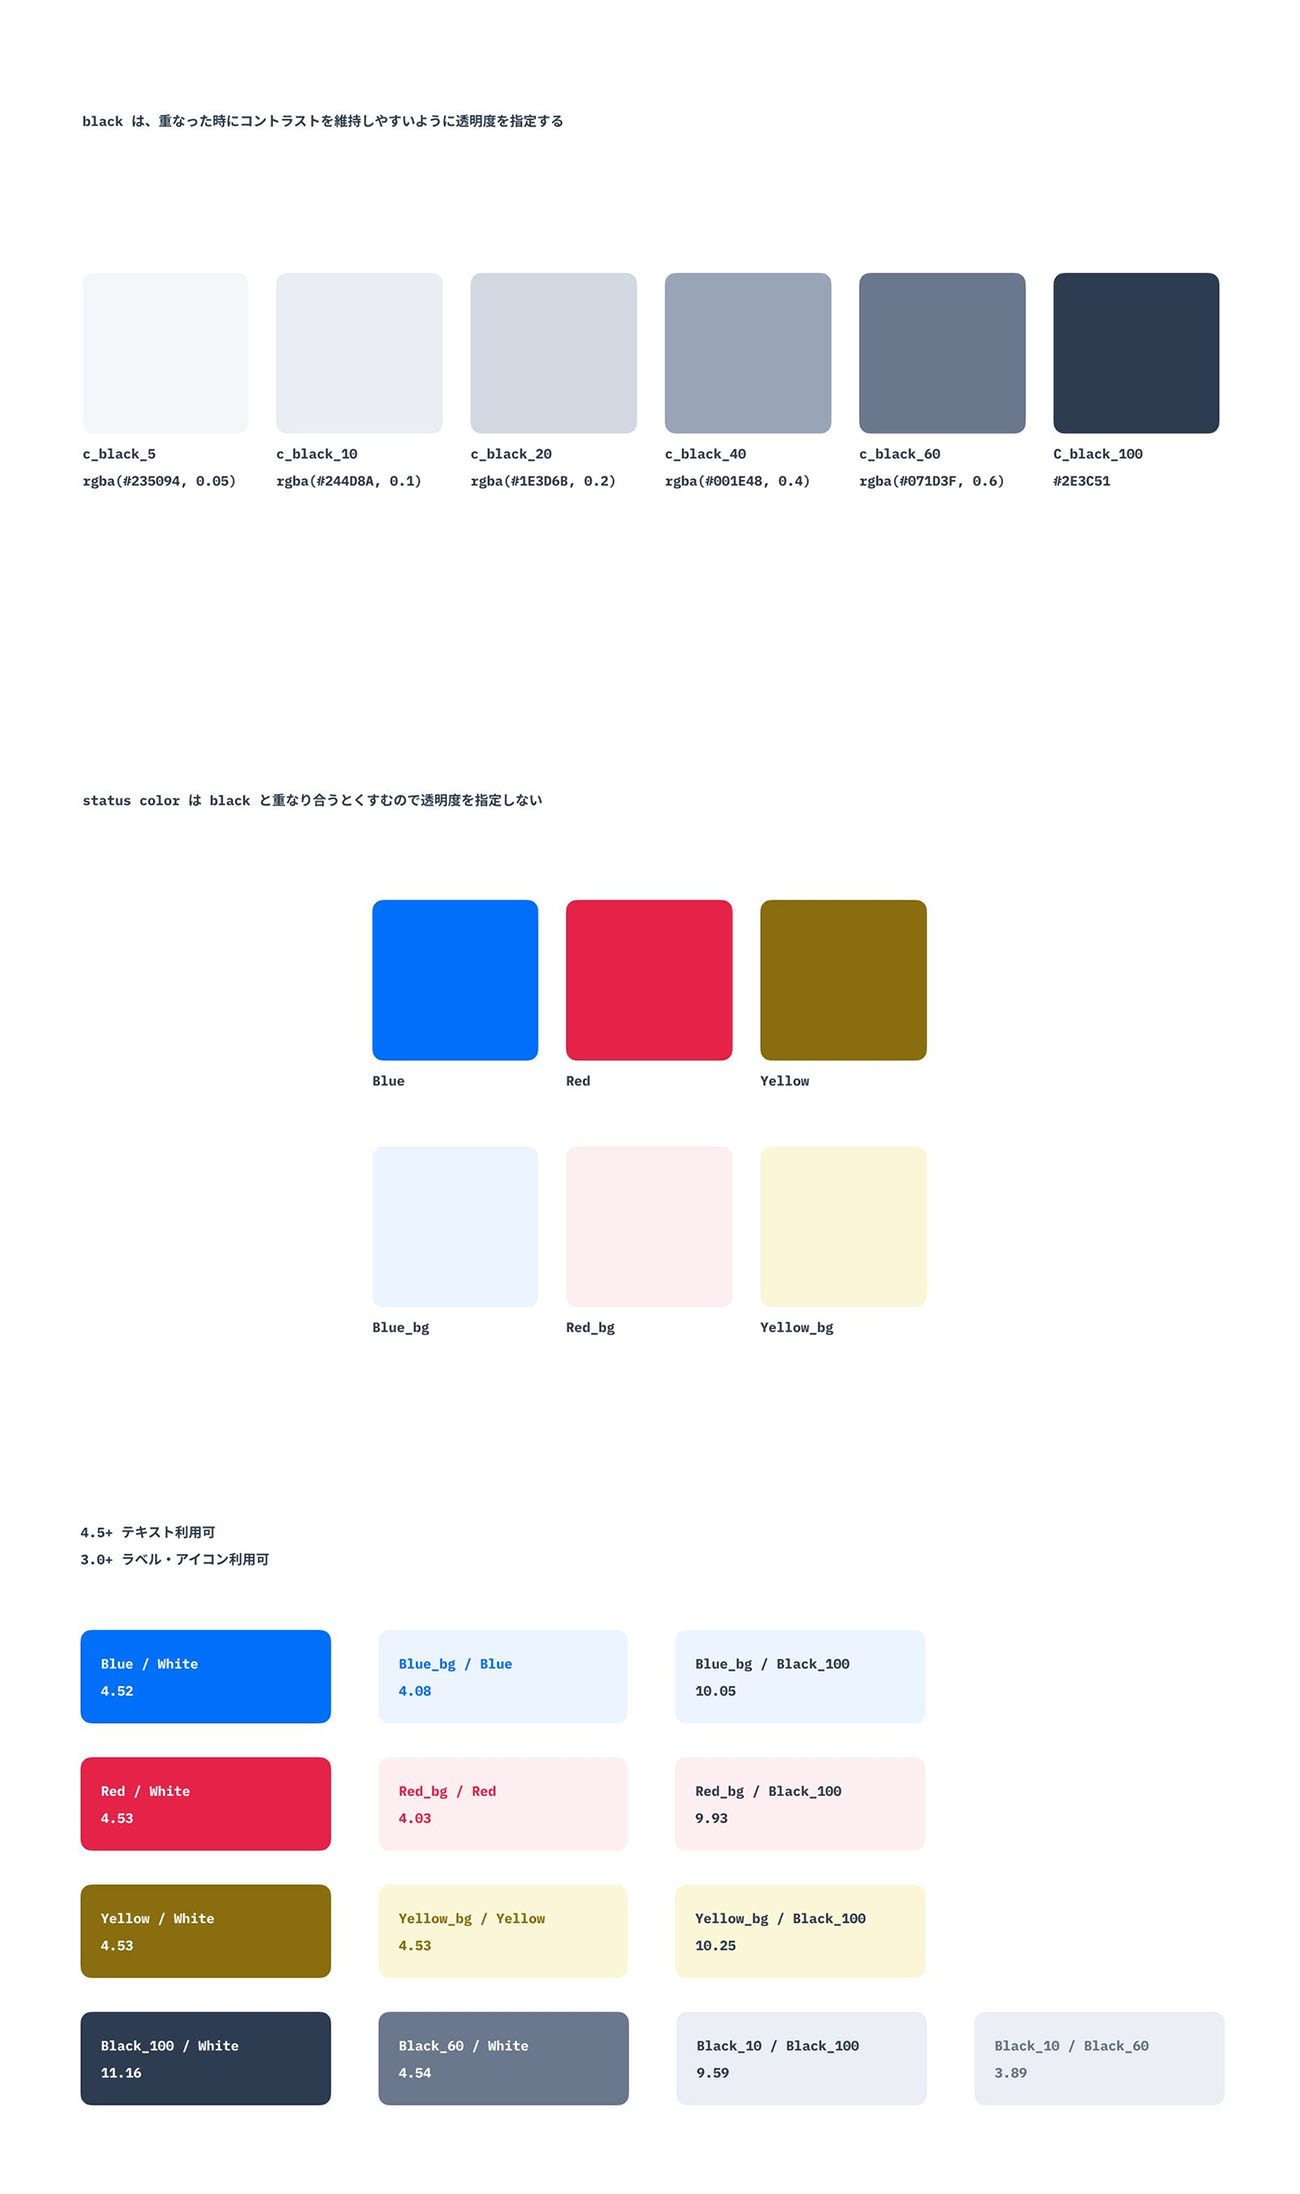 black は、重なった時にコントラストを維持しやすいように透明度を指定する
c_black_5
rgba(#235094, 0.05)
c_black_10
rgba(#244D8A, 0.1)
c_black_20
rgba(#1E3D6B, 0.2)
c_black_40
rgba(#001E48, 0.4)
c_black_60
rgba(#071D3F, 0.6)
C_black_100
#2E3C51
status color は black と重なり合うとくすむので透明度を指定しない
Blue
Red
Yellow
Blue_bg
Red_bg
Yellow_bg
4.5+ テキスト利用可
3.0+ ラベル・アイコン利用可
Blue / White
4.52
Blue_bg / Blue
4.08
Blue_bg / Black_100
10.05
Red / White
4.53
Red_bg / Red
4.03
Red_bg / Black_100
9.93
Yellow / White
4.53
Yellow_bg / Yellow
4.53
Yellow_bg / Black_100
10.25
Black_100 / White
11.16
Black_60 / White
4.54
Black_10 / Black_100
9.59
Black_10 / Black_60
3.89